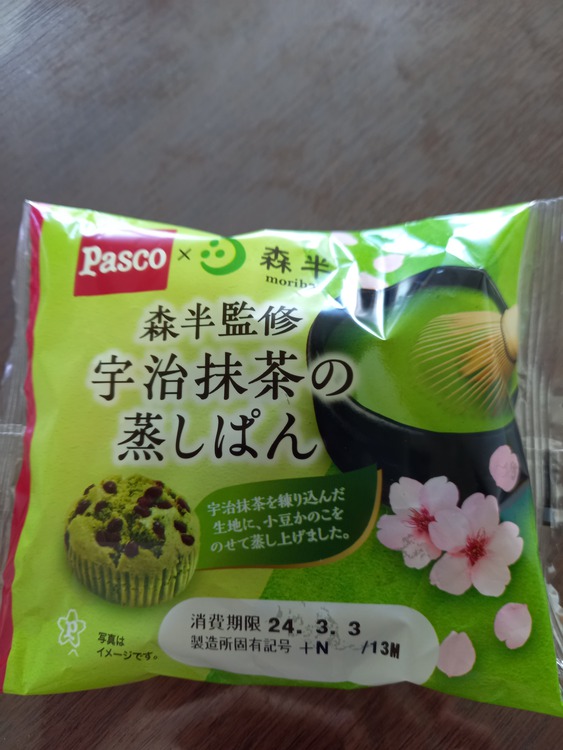 Pasco × 森半
森半監修
宇治抹茶の
蒸しぱん
宇治抹茶を練り込んだ
生地に、小豆かのこを
のせて蒸し上げました。
写真は
イメージです。
消費期限 24. 3. 3
製造所固有記号 +N /13M